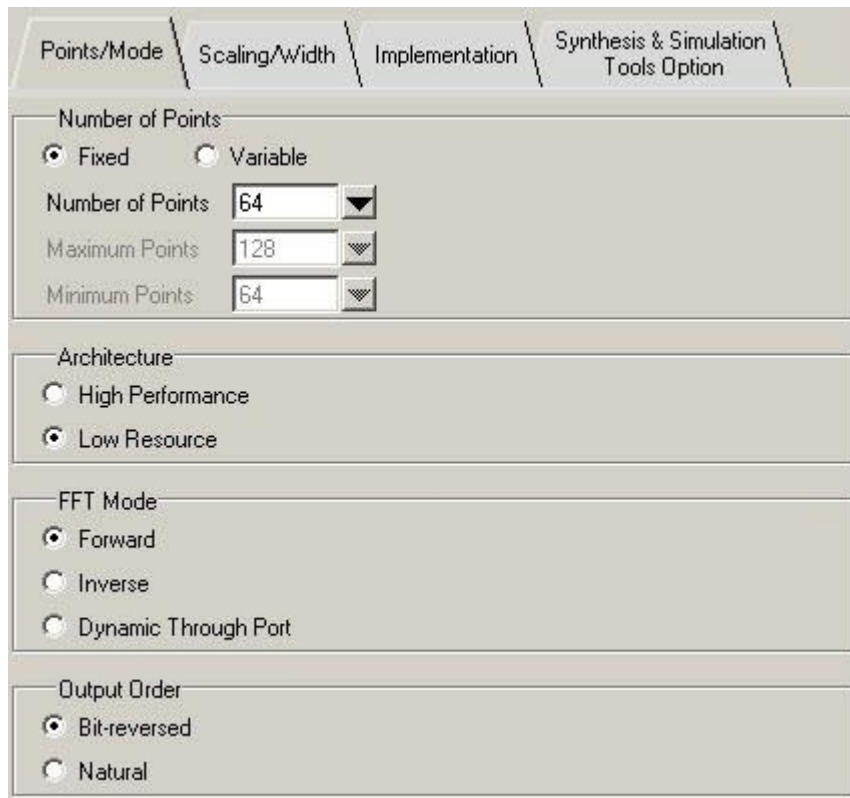 Points/Mode
Scaling/Width
Implementation
Synthesis & Simulation
Tools Option
Number of Points
Fixed
Variable
Number of Points 64
Maximum Points 128
Minimum Points 64
Architecture
High Performance
Low Resource
FFT Mode
Forward
Inverse
Dynamic Through Port
Output Order
Bit-reversed
Natural